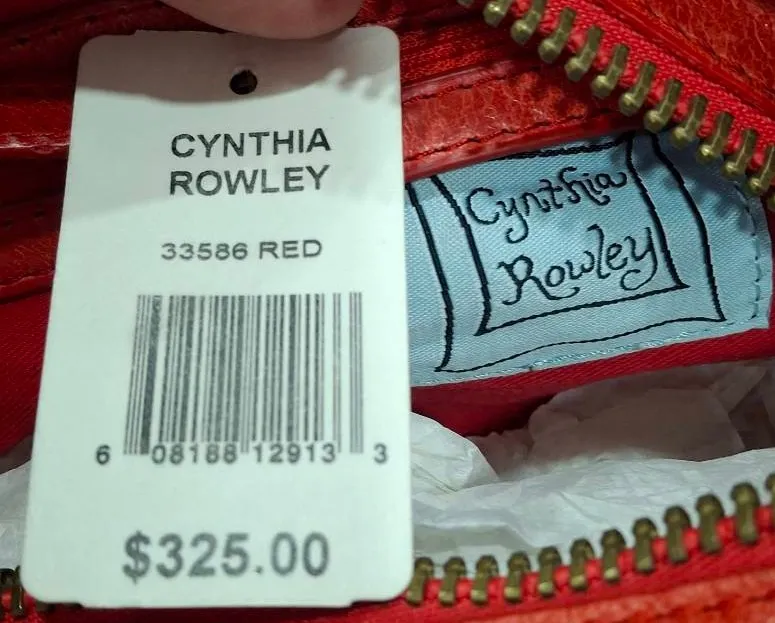 CYNTHIA
ROWLEY
33586 RED
6 08188 12913 3
$325.00
Cynthia
Rowley